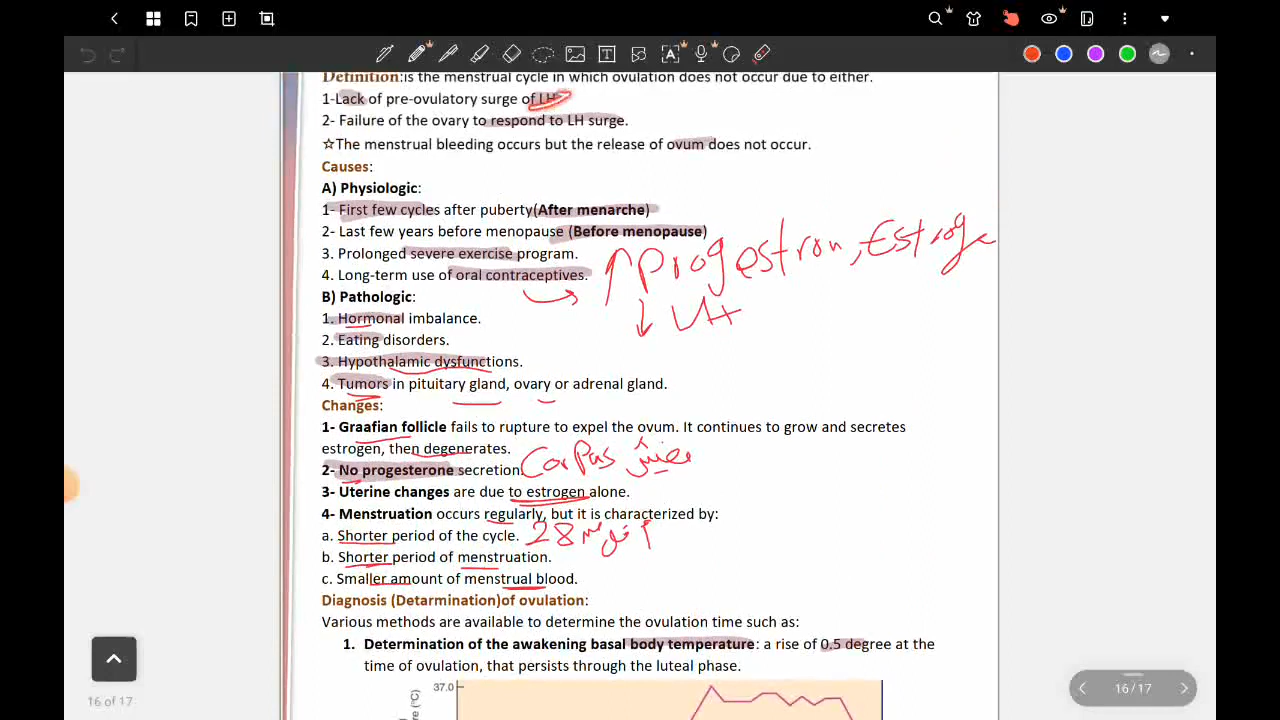 Definition:is the menstrual cycle in which ovulation does not occur due to either.
1-Lack of pre-ovulatory surge of LH
2- Failure of the ovary to respond to LH surge.
☆The menstrual bleeding occurs but the release of ovum does not occur.
Causes:
A) Physiologic:
1- First few cycles after puberty(After menarche)
2- Last few years before menopause (Before menopause)
3. Prolonged severe exercise program.
4. Long-term use of oral contraceptives.
↑ Progestron, Estroge
↓ LH
B) Pathologic:
1. Hormonal imbalance.
2. Eating disorders.
3. Hypothalamic dysfunctions.
4. Tumors in pituitary gland, ovary or adrenal gland.
Changes:
1- Graafian follicle fails to rupture to expel the ovum. It continues to grow and secretes
estrogen, then degenerates.
2- No progesterone secretion. Corpus
3- Uterine changes are due to estrogen alone.
4- Menstruation occurs regularly, but it is characterized by:
a. Shorter period of the cycle. 28
b. Shorter period of menstruation.
c. Smaller amount of menstrual blood.
Diagnosis (Detarmination)of ovulation:
Various methods are available to determine the ovulation time such as:
1. Determination of the awakening basal body temperature: a rise of 0.5 degree at the
time of ovulation, that persists through the luteal phase.
37.0
(°C)
16 of 17
16/17